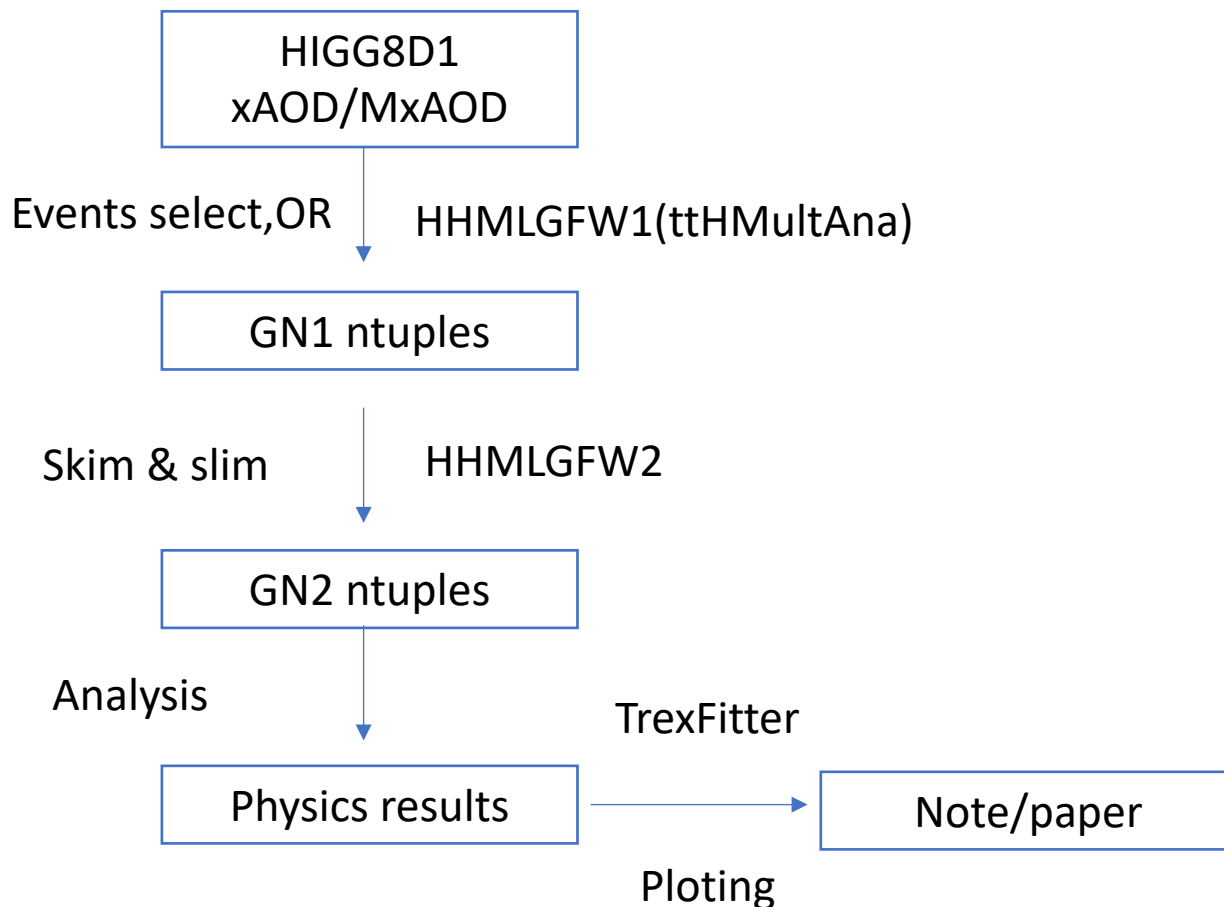 HIGG8D1
xAOD/MxAOD
Events select,OR
HHMLGFW1(ttHMultAna)
GN1 ntuples
Skim & slim
HHMLGFW2
GN2 ntuples
Analysis
TrexFitter
Physics results
Note/paper
Ploting